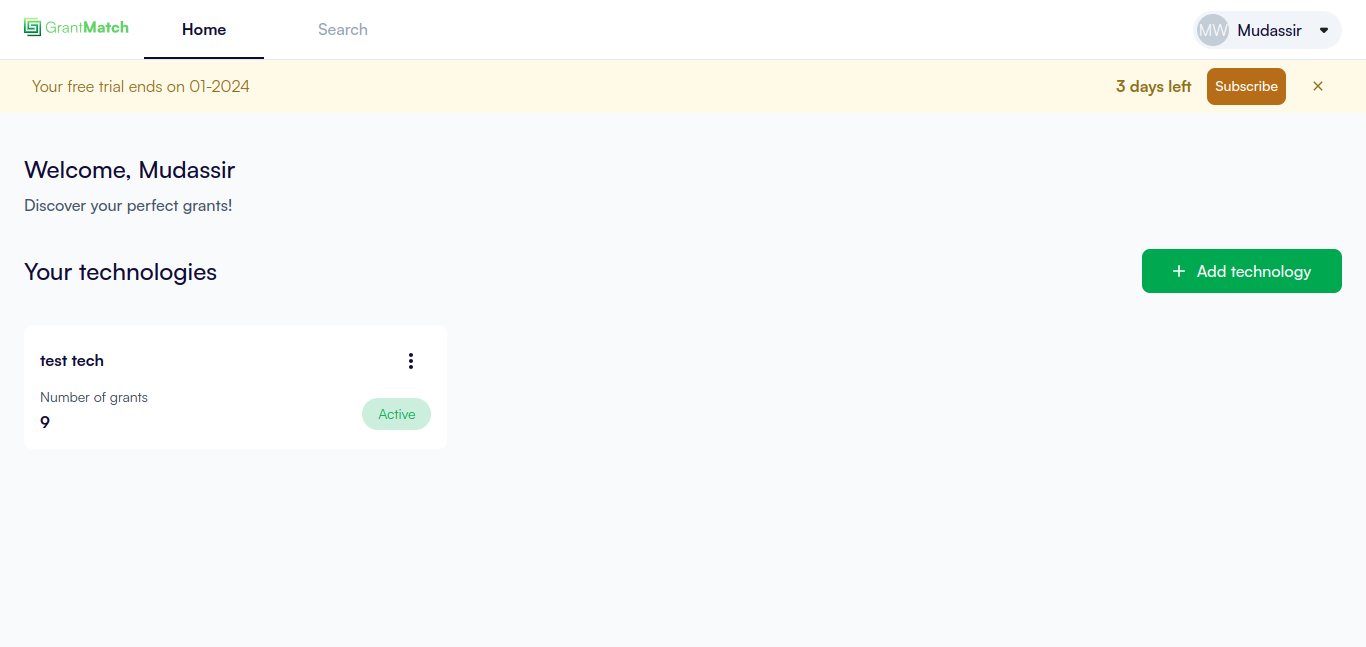 GrantMatch
Home
Search
MW
Mudassir
Your free trial ends on 01-2024
3 days left
Subscribe
Welcome, Mudassir
Discover your perfect grants!
Your technologies
+ Add technology
test tech
Number of grants
9
Active